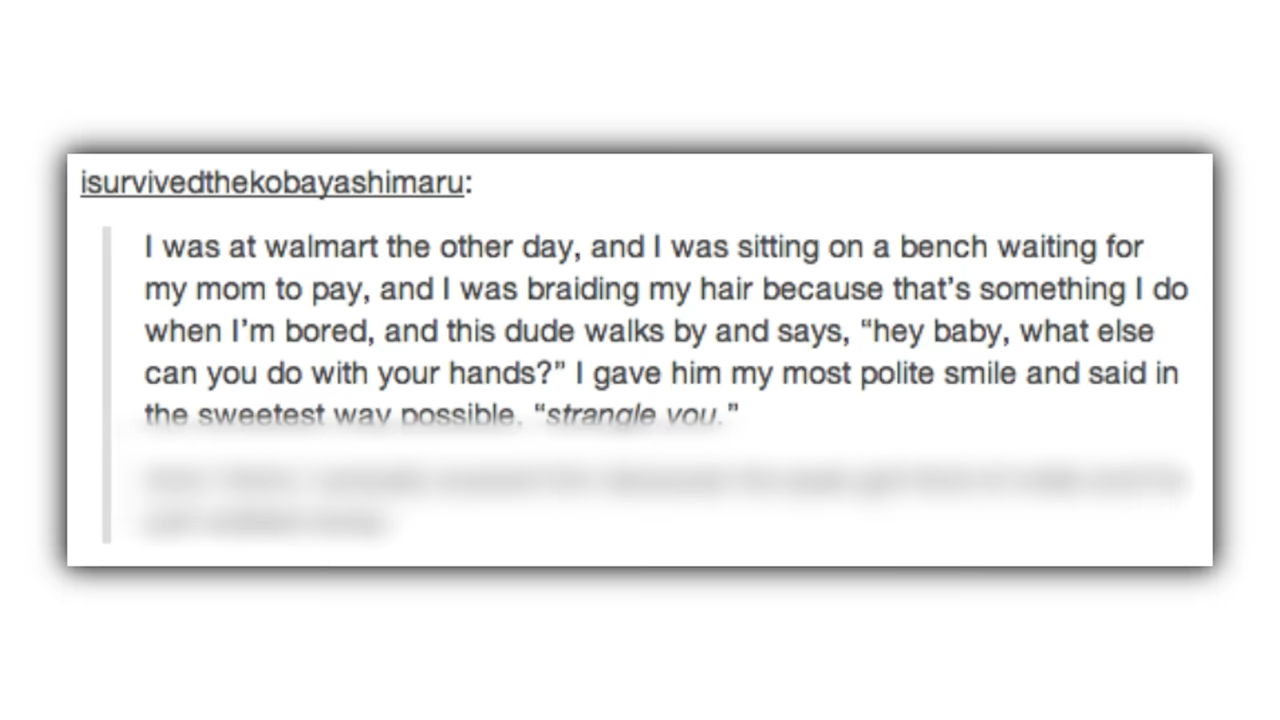 isurvivedthekobayashimaru:
I was at walmart the other day, and I was sitting on a bench waiting for
my mom to pay, and I was braiding my hair because that’s something I do
when I’m bored, and this dude walks by and says, “hey baby, what else
can you do with your hands?” I gave him my most polite smile and said in
the sweetest way possible, “strangle you.”